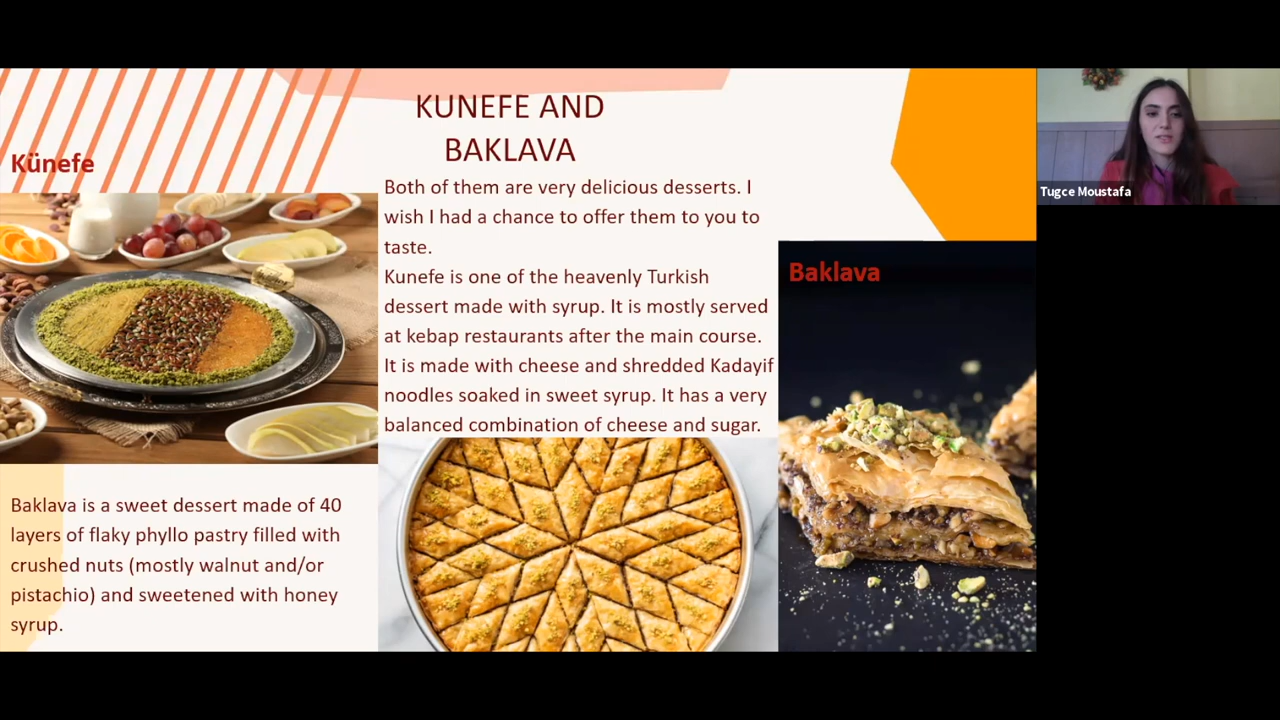 KUNEFE AND
BAKLAVA
Künefe
Both of them are very delicious desserts. I
wish I had a chance to offer them to you to
taste.
Kunefe is one of the heavenly Turkish
dessert made with syrup. It is mostly served
at kebap restaurants after the main course.
It is made with cheese and shredded Kadayif
noodles soaked in sweet syrup. It has a very
balanced combination of cheese and sugar.
Baklava
Baklava is a sweet dessert made of 40
layers of flaky phyllo pastry filled with
crushed nuts (mostly walnut and/or
pistachio) and sweetened with honey
syrup.
Tugce Moustafa